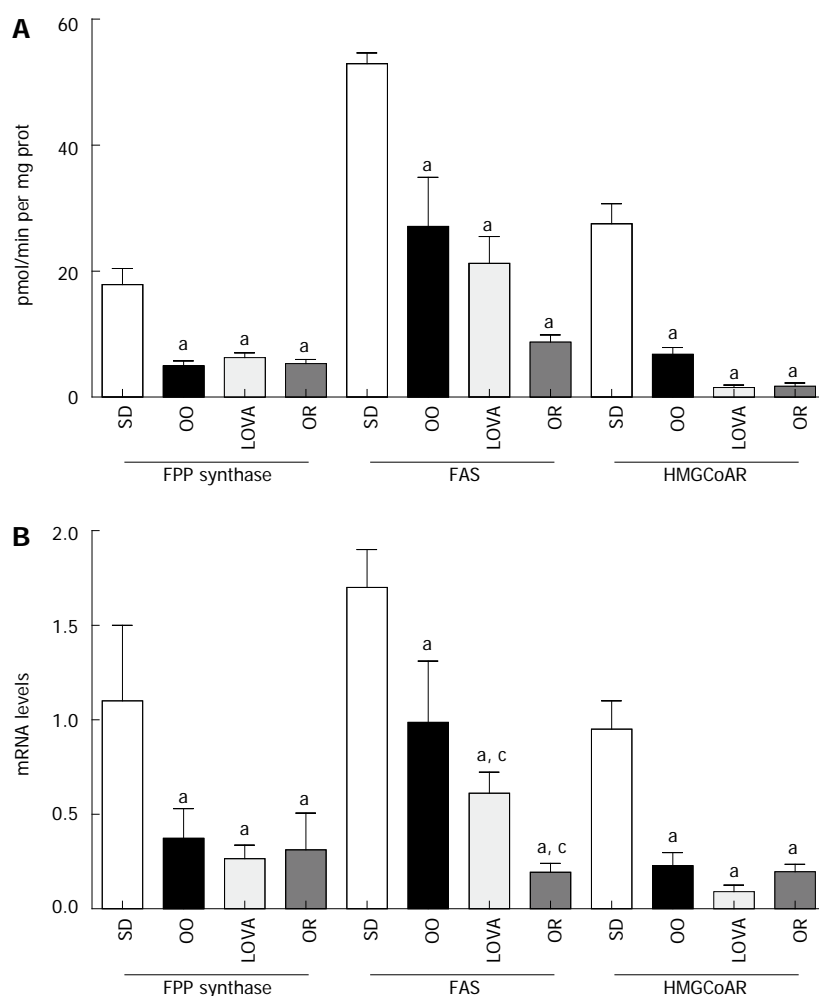 A
pmol/min per mg prot
60
40
20
0
a
a
a
a
a
a
a
a
a
SD
OO
LOVA
OR
SD
OO
LOVA
OR
SD
OO
LOVA
OR
FPP synthase
FAS
HMGCoAR
B
mRNA levels
2.0
1.5
1.0
0.5
0.0
a
a
a
a
a, c
a, c
a
a
a
SD
OO
LOVA
OR
SD
OO
LOVA
OR
SD
OO
LOVA
OR
FPP synthase
FAS
HMGCoAR